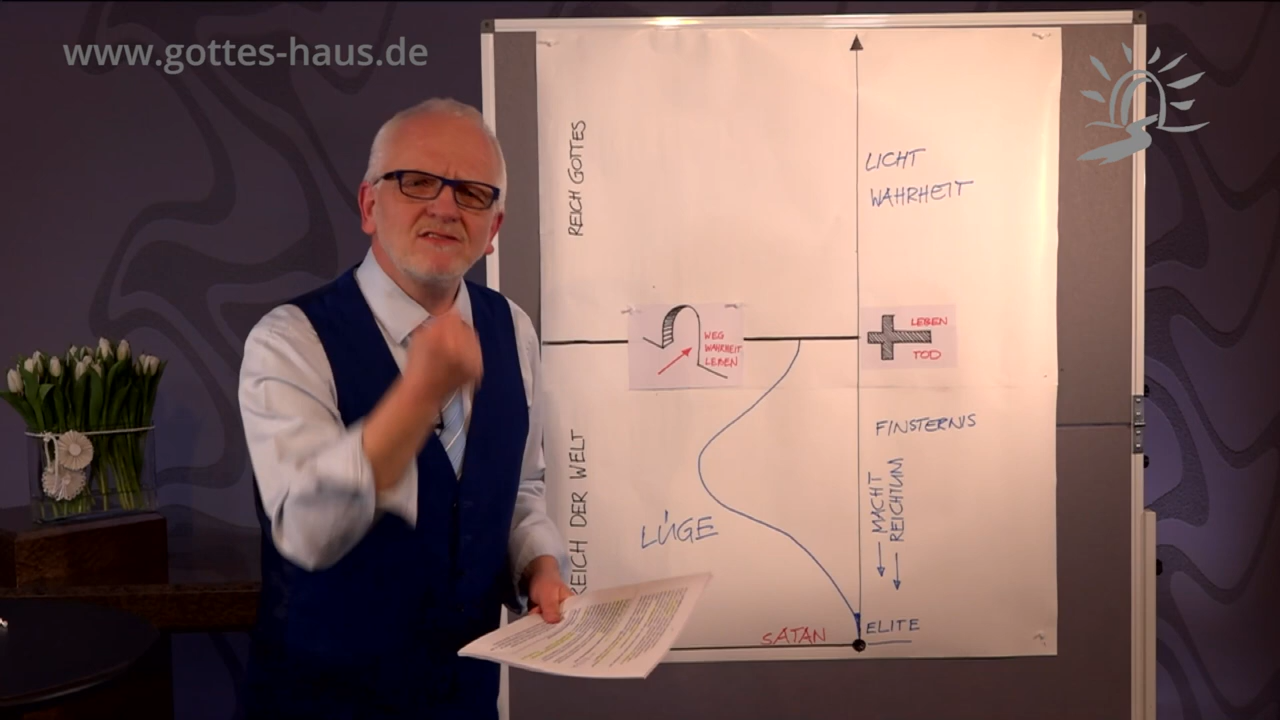 www.gottes-haus.de
REICH GOTTES
LICHT
WAHRHEIT
WEG
WAHRHEIT
LEBEN
LEBEN
TOD
REICH DER WELT
FINSTERNIS
MACHT
REICHTUM
LÜGE
SATAN
ELITE